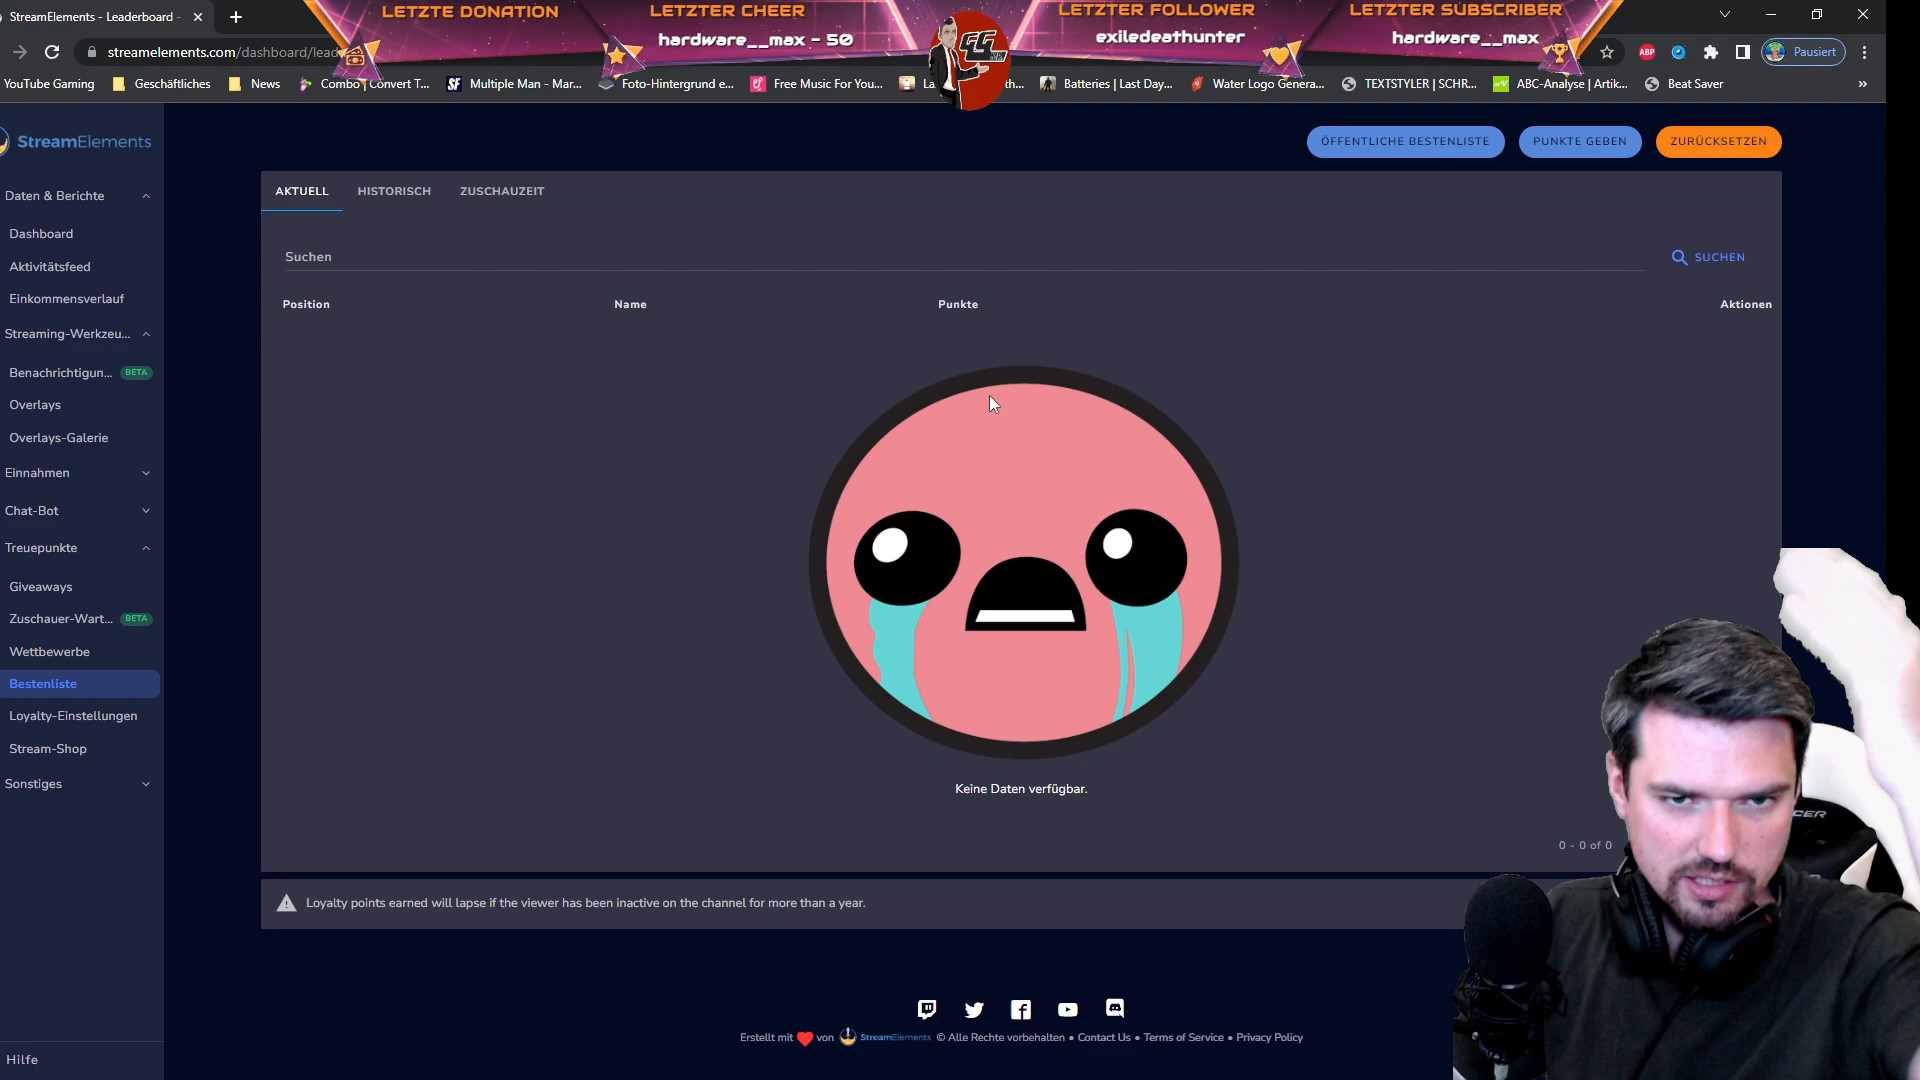 StreamElements - Leaderboard -
LETZTE DONATION
LETZTER CHEER
hardware__max - 50
LETZTER FOLLOWER
exiledeathunter
LETZTER SUBSCRIBER
hardware__max
streamelements.com/dashboard/lead
ABP
Pausiert
YouTube Gaming
Geschäftliches
News
Combo | Convert T...
SF
Multiple Man - Mar...
Foto-Hintergrund e...
Free Music For You...
Batteries | Last Day...
Water Logo Genera...
TEXTSTYLER | SCHR...
ABC-Analyse | Artik...
Beat Saver
»
StreamElements
ÖFFENTLICHE BESTENLISTE
PUNKTE GEBEN
ZURÜCKSETZEN
Daten & Berichte
Dashboard
Aktivitätsfeed
Einkommensverlauf
Streaming-Werkzeu...
Benachrichtigun... BETA
Overlays
Overlays-Galerie
Einnahmen
Chat-Bot
Treuepunkte
Giveaways
Zuschauer-Wart... BETA
Wettbewerbe
Bestenliste
Loyalty-Einstellungen
Stream-Shop
Sonstiges
Hilfe
AKTUELL
HISTORISCH
ZUSCHAUZEIT
Suchen
SUCHEN
Position
Name
Punkte
Aktionen
Keine Daten verfügbar.
0 - 0 of 0
Loyalty points earned will lapse if the viewer has been inactive on the channel for more than a year.
Erstellt mit von StreamElements © Alle Rechte vorbehalten • Contact Us • Terms of Service • Privacy Policy